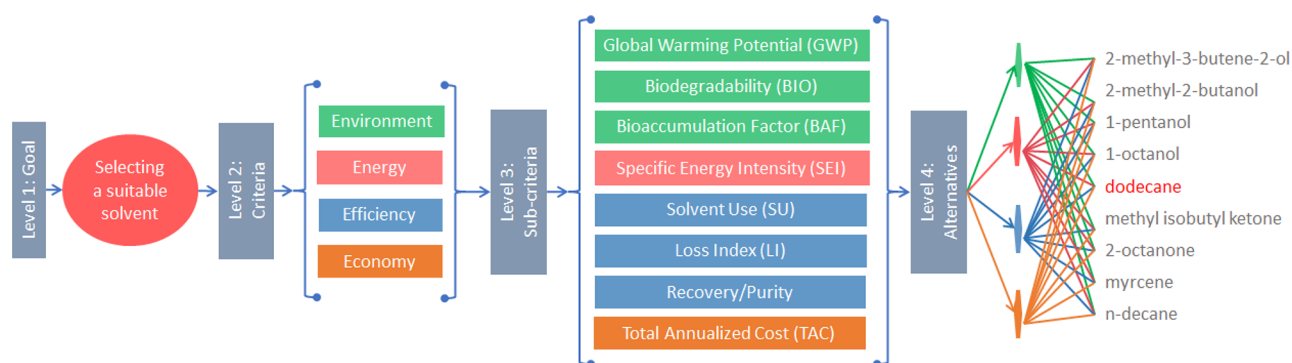 Level 1: Goal
Selecting
a suitable
solvent
Level 2:
Criteria
Environment
Energy
Efficiency
Economy
Level 3:
Sub-criteria
Global Warming Potential (GWP)
Biodegradability (BIO)
Bioaccumulation Factor (BAF)
Specific Energy Intensity (SEI)
Solvent Use (SU)
Loss Index (LI)
Recovery/Purity
Total Annualized Cost (TAC)
Level 4:
Alternatives
2-methyl-3-butene-2-ol
2-methyl-2-butanol
1-pentanol
1-octanol
dodecane
methyl isobutyl ketone
2-octanone
myrcene
n-decane